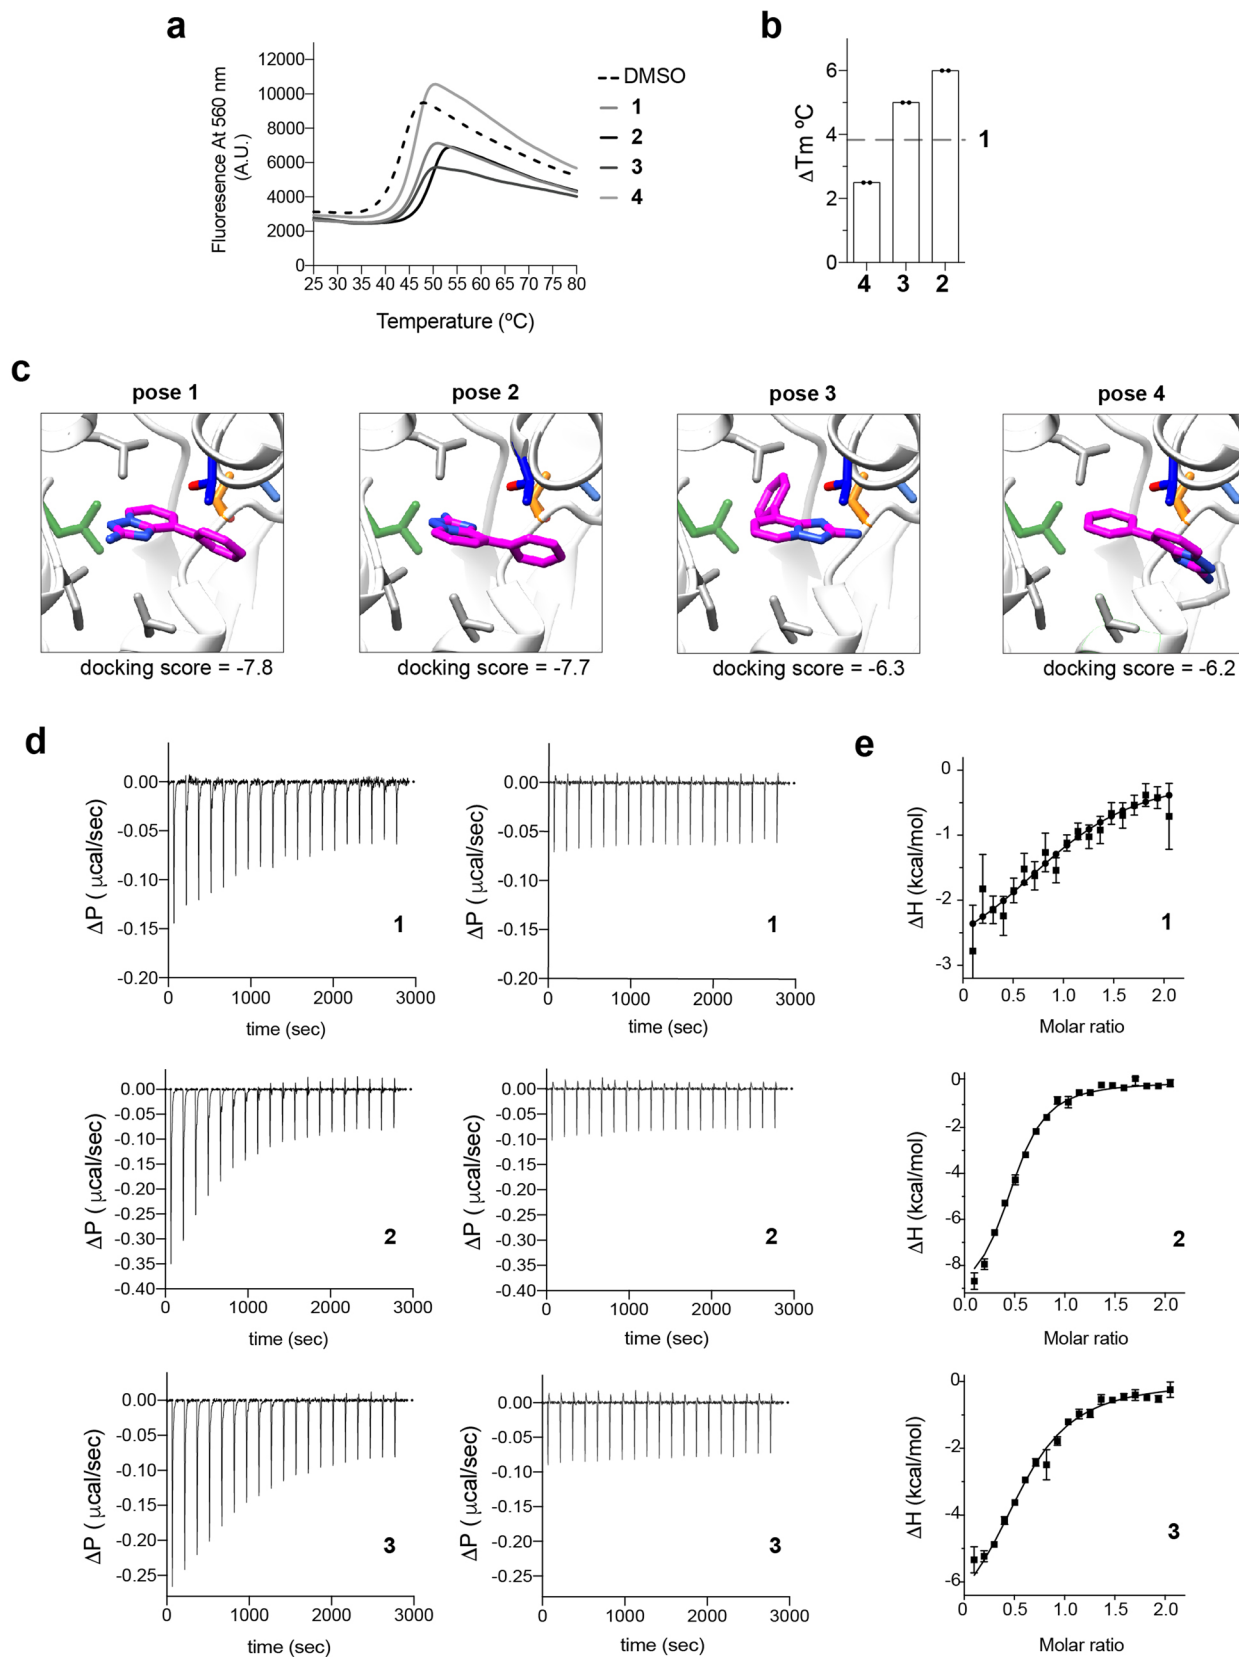 a
Fluoresence At 560 nm
(A.U.)
12000
10000
8000
6000
4000
2000
0
25 30 35 40 45 50 55 60 65 70 75 80
Temperature (ºC)
DMSO
1
2
3
4
b
ΔTm ºC
6
4
2
0
1
4 3 2
c
pose 1
pose 2
pose 3
pose 4
docking score = -7.8
docking score = -7.7
docking score = -6.3
docking score = -6.2
d
ΔP ( μcal/sec)
0.00
-0.05
-0.10
-0.15
-0.20
1
0 1000 2000 3000
time (sec)
ΔP ( μcal/sec)
0.00
-0.05
-0.10
-0.15
-0.20
1
0 1000 2000 3000
time (sec)
e
ΔH (kcal/mol)
0
-1
-2
-3
1
0 0.5 1.0 1.5 2.0
Molar ratio
ΔP ( μcal/sec)
0.00
-0.05
-0.10
-0.15
-0.20
-0.25
-0.30
-0.35
-0.40
2
0 1000 2000 3000
time (sec)
ΔP ( μcal/sec)
0.00
-0.05
-0.10
-0.15
-0.20
-0.25
-0.30
-0.35
-0.40
2
0 1000 2000 3000
time (sec)
ΔH (kcal/mol)
0
-2
-4
-6
-8
2
0.0 0.5 1.0 1.5 2.0
Molar ratio
ΔP ( μcal/sec)
0.00
-0.05
-0.10
-0.15
-0.20
-0.25
3
0 1000 2000 3000
time (sec)
ΔP ( μcal/sec)
0.00
-0.05
-0.10
-0.15
-0.20
-0.25
3
0 1000 2000 3000
time (sec)
ΔH (kcal/mol)
0
-2
-4
-6
3
0 0.5 1.0 1.5 2.0
Molar ratio